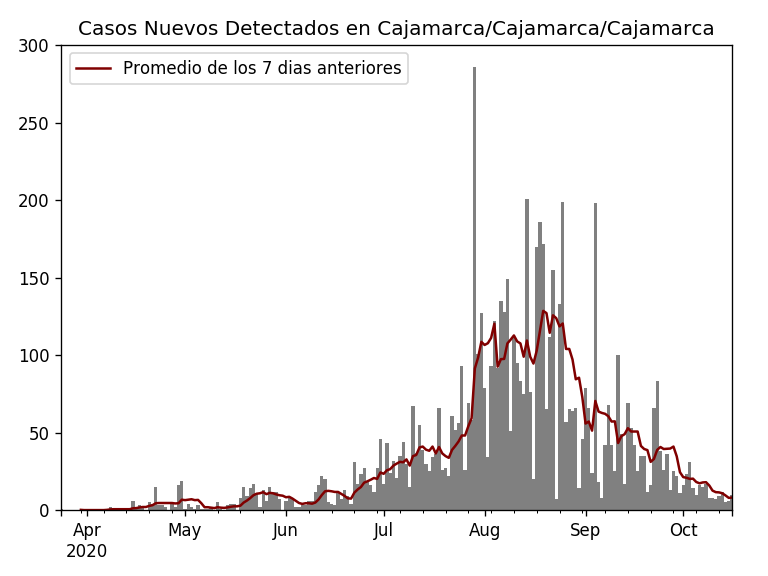 Casos Nuevos Detectados en Cajamarca/Cajamarca/Cajamarca
Promedio de los 7 dias anteriores
300
250
200
150
100
50
0
Apr May Jun Jul Aug Sep Oct
2020